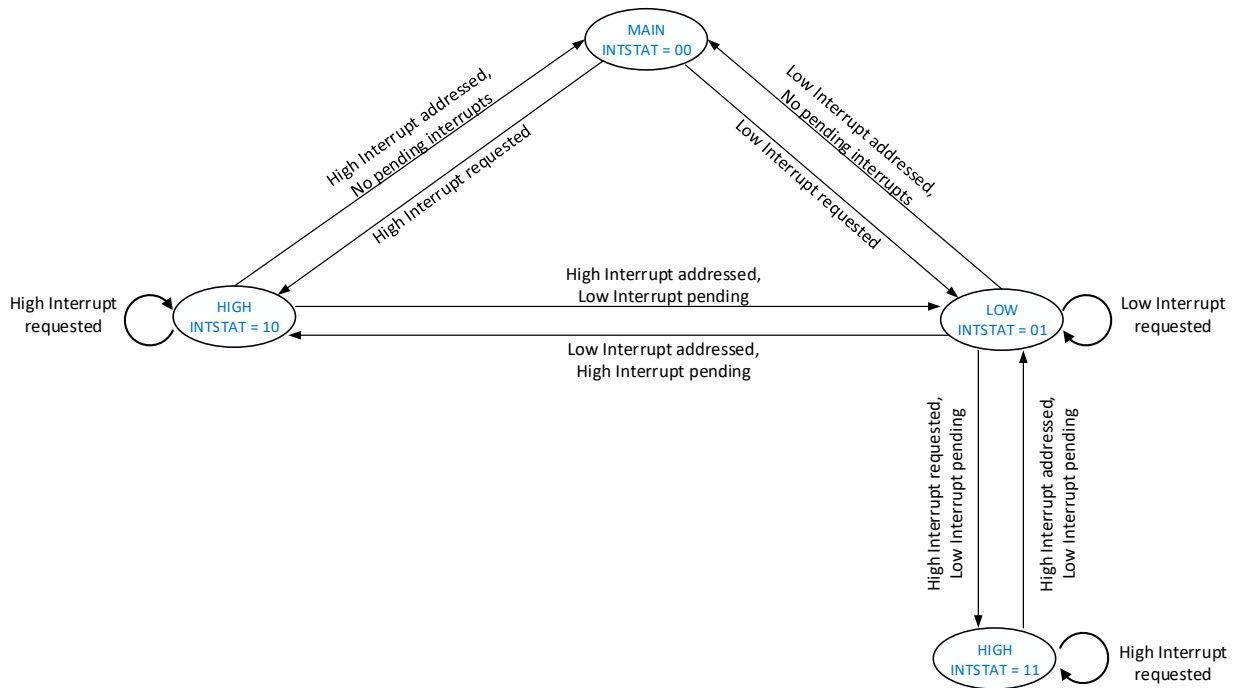 MAIN
INTSTAT = 00
High Interrupt addressed,
No pending interrupts
High Interrupt requested
Low Interrupt addressed,
No pending interrupts
Low Interrupt requested
High Interrupt
requested
HIGH
INTSTAT = 10
High Interrupt addressed,
Low Interrupt pending
Low Interrupt addressed,
High Interrupt pending
LOW
INTSTAT = 01
Low Interrupt
requested
High Interrupt requested,
Low Interrupt pending
High Interrupt addressed,
Low Interrupt pending
HIGH
INTSTAT = 11
High Interrupt
requested